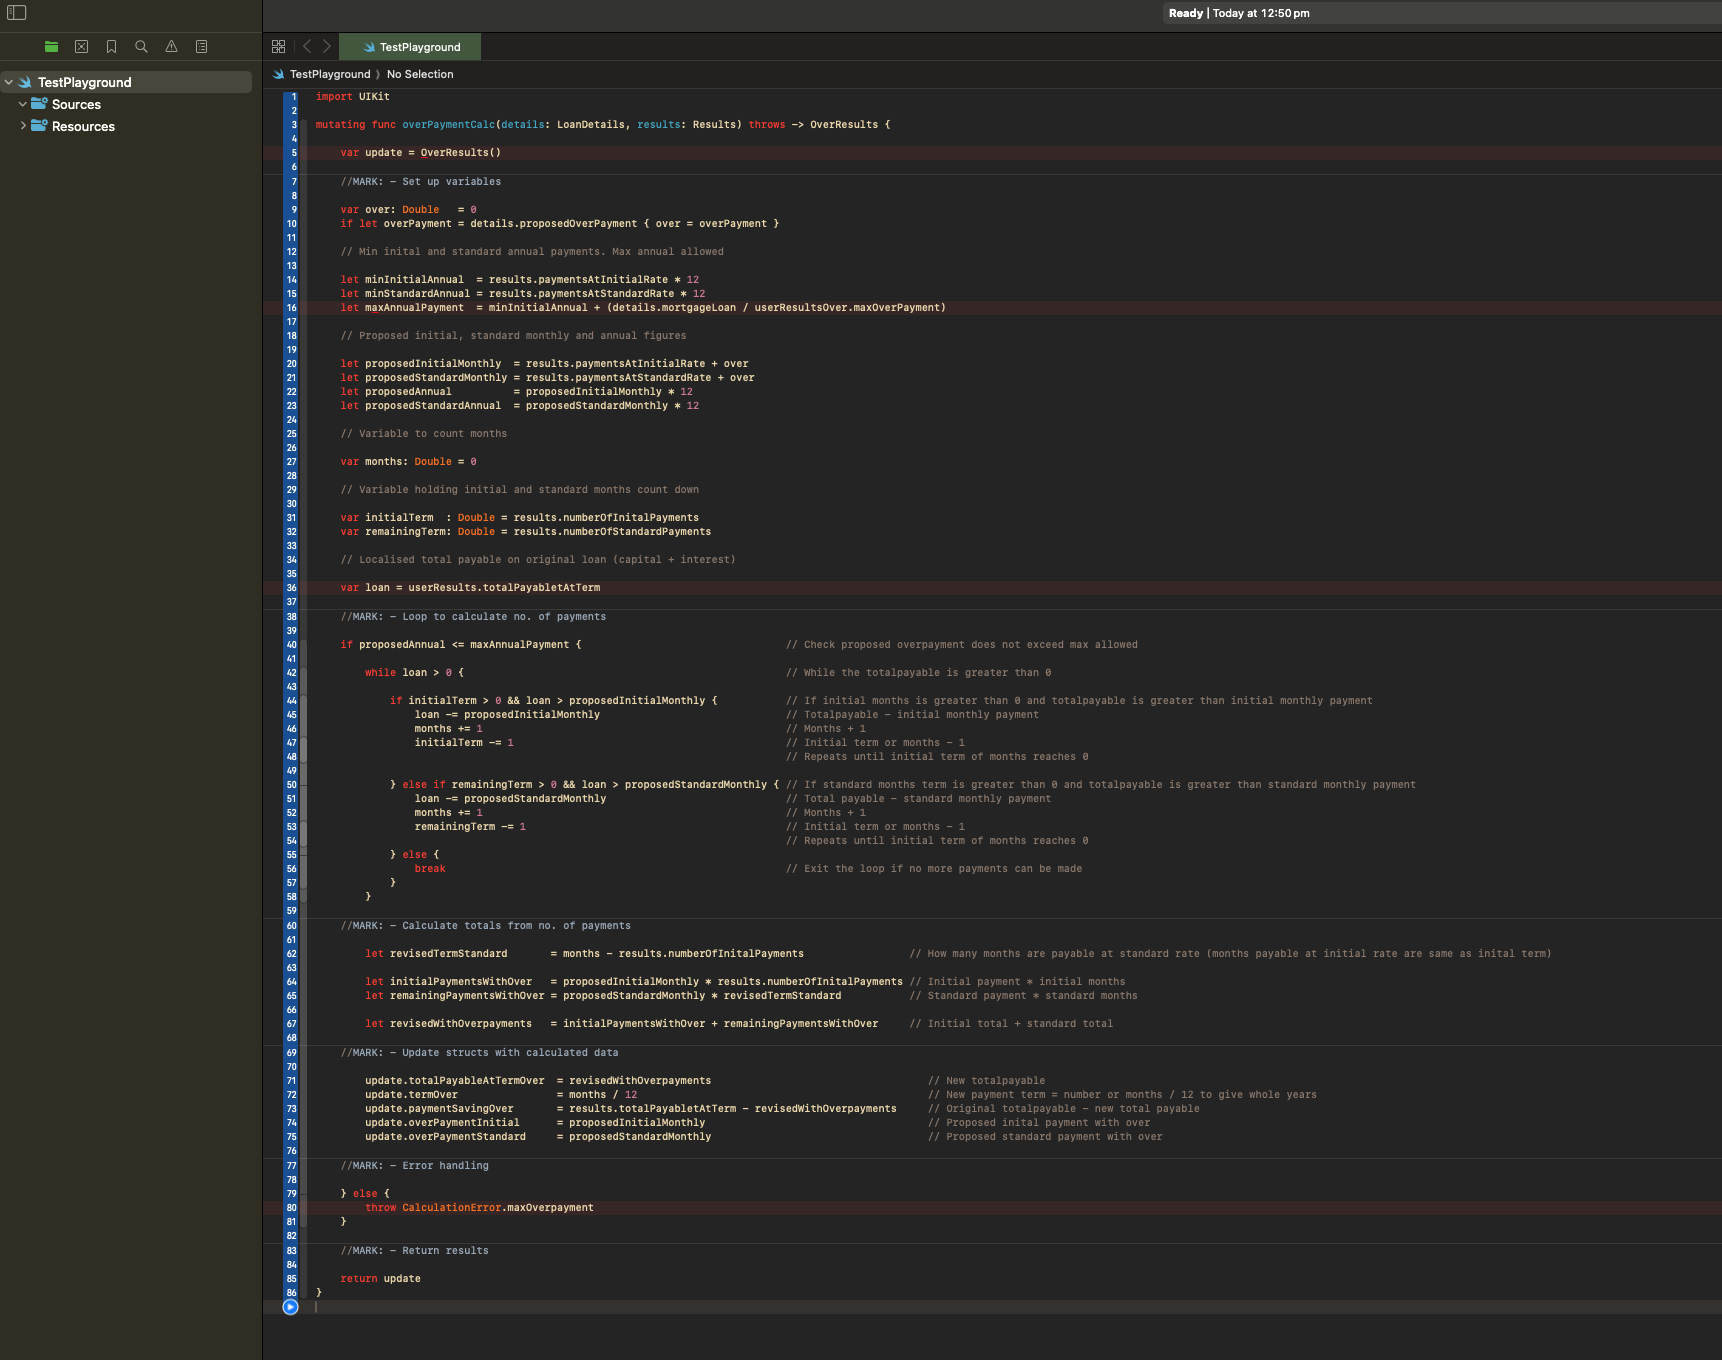 Ready | Today at 12:50 pm
TestPlayground
TestPlayground
Sources
Resources
TestPlayground ⟩ No Selection
1 import UIKit
2
3 mutating func overPaymentCalc(details: LoanDetails, results: Results) throws -> OverResults {
4
5 var update = OverResults()
6
7 //MARK: - Set up variables
8
9 var over: Double   = 0
10 if let overPayment = details.proposedOverPayment { over = overPayment }
11
12 // Min inital and standard annual payments. Max annual allowed
13
14 let minInitialAnnual  = results.paymentsAtInitialRate * 12
15 let minStandardAnnual = results.paymentsAtStandardRate * 12
16 let maxAnnualPayment  = minInitialAnnual + (details.mortgageLoan / userResultsOver.maxOverPayment)
17
18 // Proposed initial, standard monthly and annual figures
19
20 let proposedInitialMonthly  = results.paymentsAtInitialRate + over
21 let proposedStandardMonthly = results.paymentsAtStandardRate + over
22 let proposedAnnual          = proposedInitialMonthly * 12
23 let proposedStandardAnnual  = proposedStandardMonthly * 12
24
25 // Variable to count months
26
27 var months: Double = 0
28
29 // Variable holding initial and standard months count down
30
31 var initialTerm  : Double = results.numberOfInitalPayments
32 var remainingTerm: Double = results.numberOfStandardPayments
33
34 // Localised total payable on original loan (capital + interest)
35
36 var loan = userResults.totalPayabletAtTerm
37
38 //MARK: - Loop to calculate no. of payments
39
40 if proposedAnnual <= maxAnnualPayment { // Check proposed overpayment does not exceed max allowed
41
42 while loan > 0 { // While the totalpayable is greater than 0
43
44 if initialTerm > 0 && loan > proposedInitialMonthly { // If initial months is greater than 0 and totalpayable is greater than initial monthly payment
45 loan -= proposedInitialMonthly // Totalpayable - initial monthly payment
46 months += 1 // Months + 1
47 initialTerm -= 1 // Initial term or months - 1
48 // Repeats until initial term of months reaches 0
49
50 } else if remainingTerm > 0 && loan > proposedStandardMonthly { // If standard months term is greater than 0 and totalpayable is greater than standard monthly payment
51 loan -= proposedStandardMonthly // Total payable - standard monthly payment
52 months += 1 // Months + 1
53 remainingTerm -= 1 // Initial term or months - 1
54 // Repeats until initial term of months reaches 0
55 } else {
56 break // Exit the loop if no more payments can be made
57 }
58 }
59
60 //MARK: - Calculate totals from no. of payments
61
62 let revisedTermStandard       = months - results.numberOfInitalPayments // How many months are payable at standard rate (months payable at initial rate are same as inital term)
63
64 let initialPaymentsWithOver   = proposedInitialMonthly * results.numberOfInitalPayments // Initial payment * initial months
65 let remainingPaymentsWithOver = proposedStandardMonthly * revisedTermStandard // Standard payment * standard months
66
67 let revisedWithOverpayments   = initialPaymentsWithOver + remainingPaymentsWithOver // Initial total + standard total
68
69 //MARK: - Update structs with calculated data
70
71 update.totalPayableAtTermOver  = revisedWithOverpayments // New totalpayable
72 update.termOver                = months / 12 // New payment term = number or months / 12 to give whole years
73 update.paymentSavingOver       = results.totalPayabletAtTerm - revisedWithOverpayments // Original totalpayable - new total payable
74 update.overPaymentInitial      = proposedInitialMonthly // Proposed inital payment with over
75 update.overPaymentStandard     = proposedStandardMonthly // Proposed standard payment with over
76
77 //MARK: - Error handling
78
79 } else {
80 throw CalculationError.maxOverpayment
81 }
82
83 //MARK: - Return results
84
85 return update
86 }